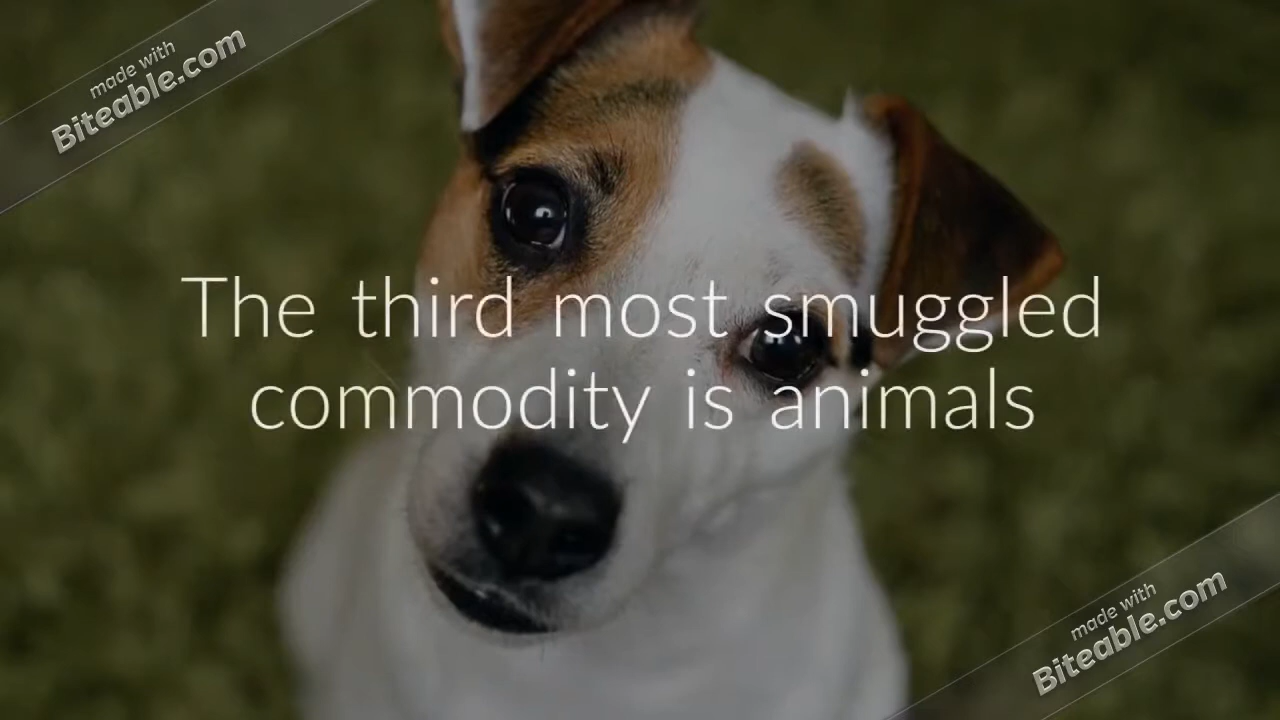 made with
Biteable.com
The third most smuggled
commodity is animals
made with
Biteable.com